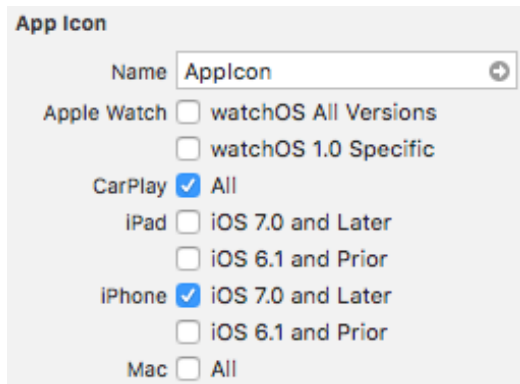 App Icon
Name AppIcon
Apple Watch watchOS All Versions
watchOS 1.0 Specific
CarPlay All
iPad iOS 7.0 and Later
iOS 6.1 and Prior
iPhone iOS 7.0 and Later
iOS 6.1 and Prior
Mac All